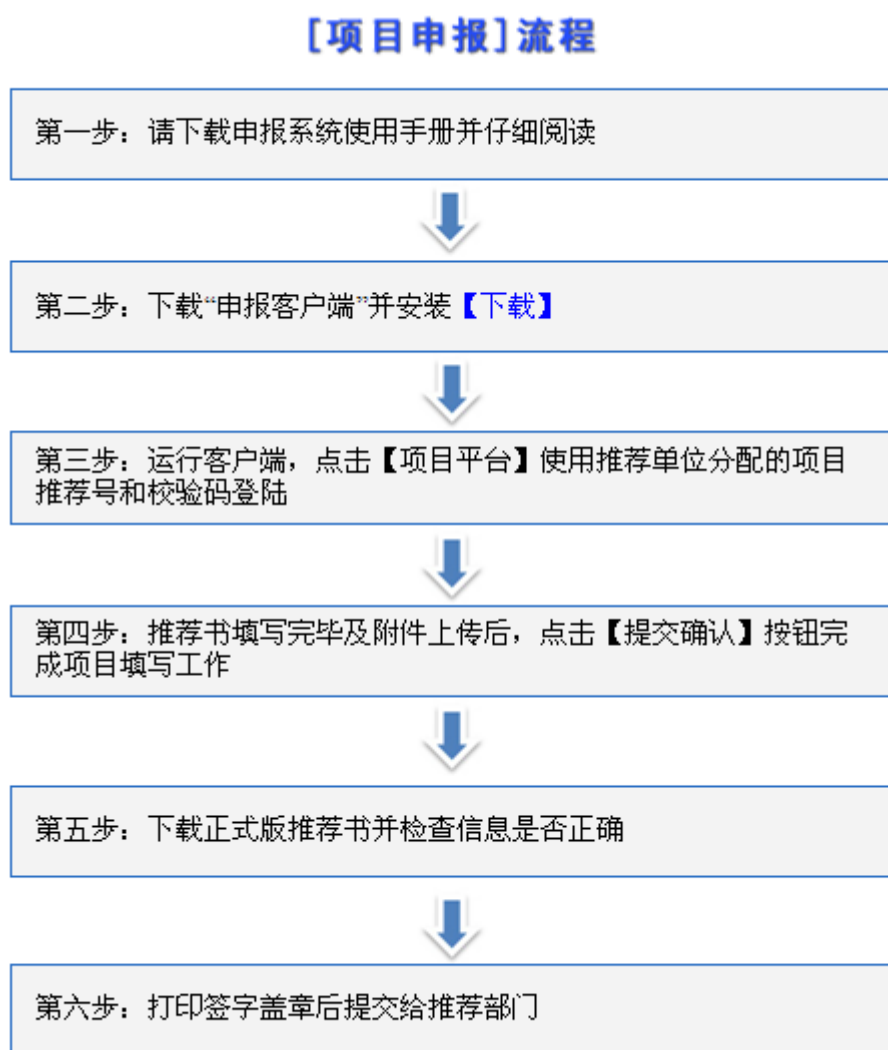 [项目申报]流程
第一步：请下载申报系统使用手册并仔细阅读
第二步：下载“申报客户端”并安装【下载】
第三步：运行客户端，点击【项目平台】使用推荐单位分配的项目
推荐号和校验码登陆
第四步：推荐书填写完毕及附件上传后，点击【提交确认】按钮完
成项目填写工作
第五步：下载正式版推荐书并检查信息是否正确
第六步：打印签字盖章后提交给推荐部门